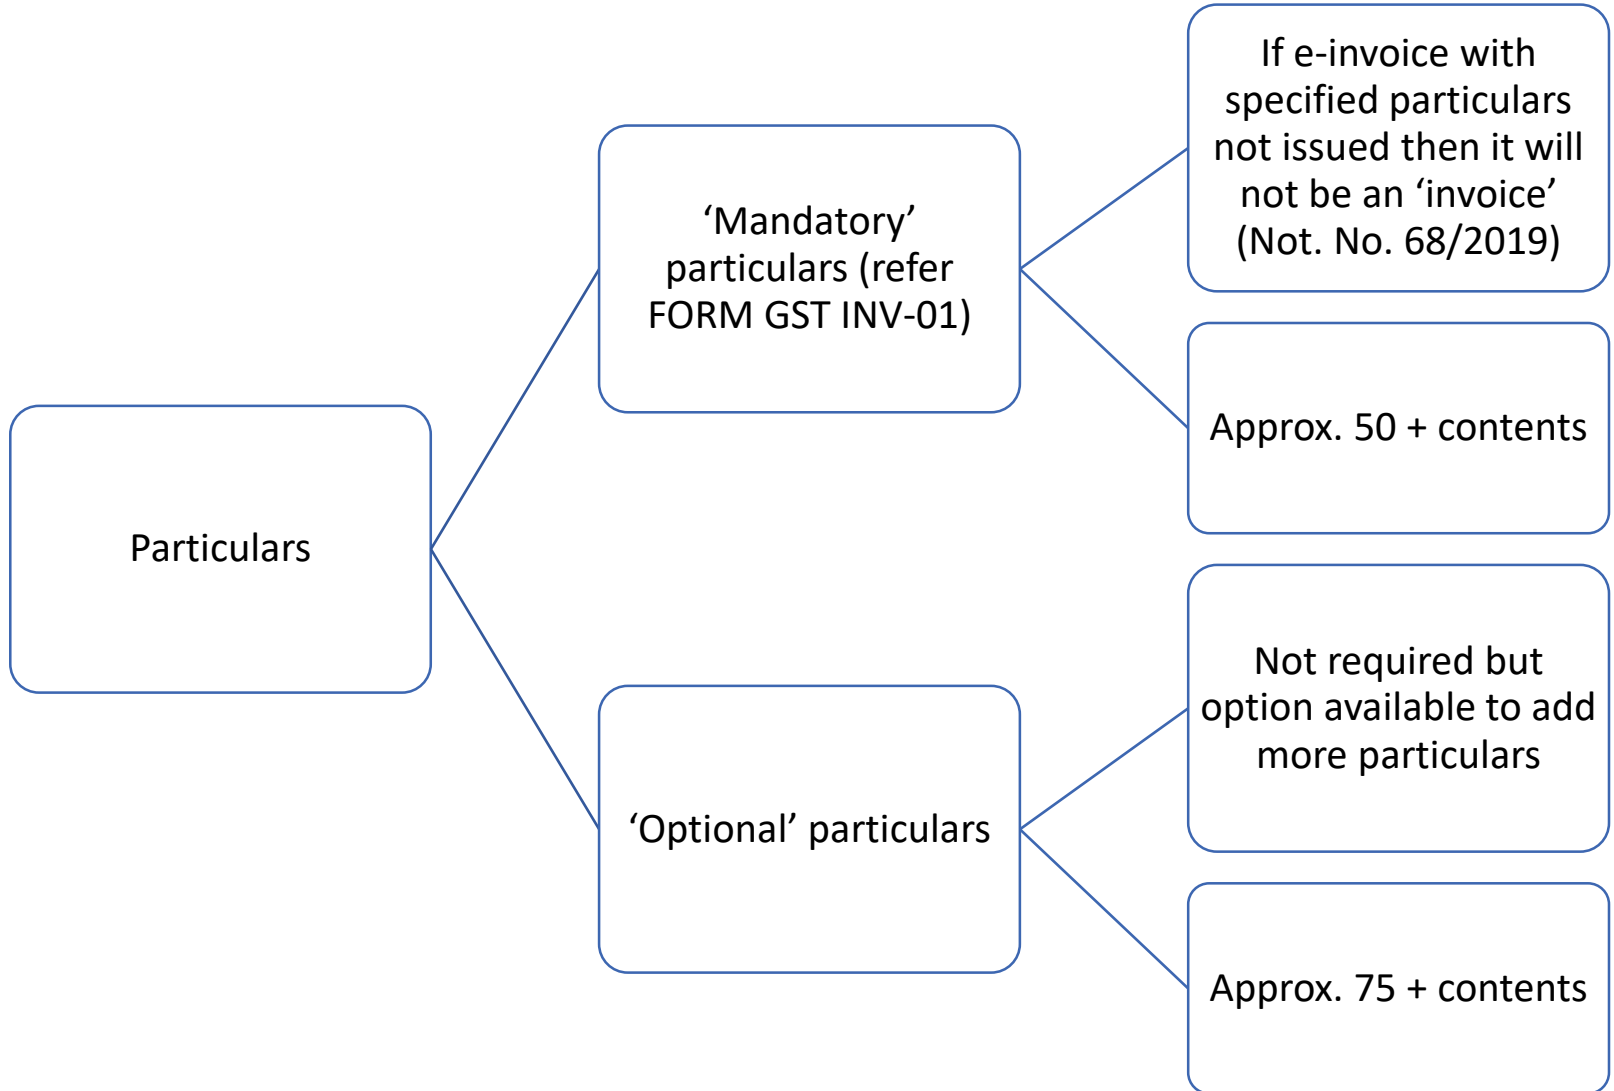 Particulars
‘Mandatory’
particulars (refer
FORM GST INV-01)
If e-invoice with
specified particulars
not issued then it will
not be an ‘invoice’
(Not. No. 68/2019)
Approx. 50 + contents
‘Optional’ particulars
Not required but
option available to add
more particulars
Approx. 75 + contents